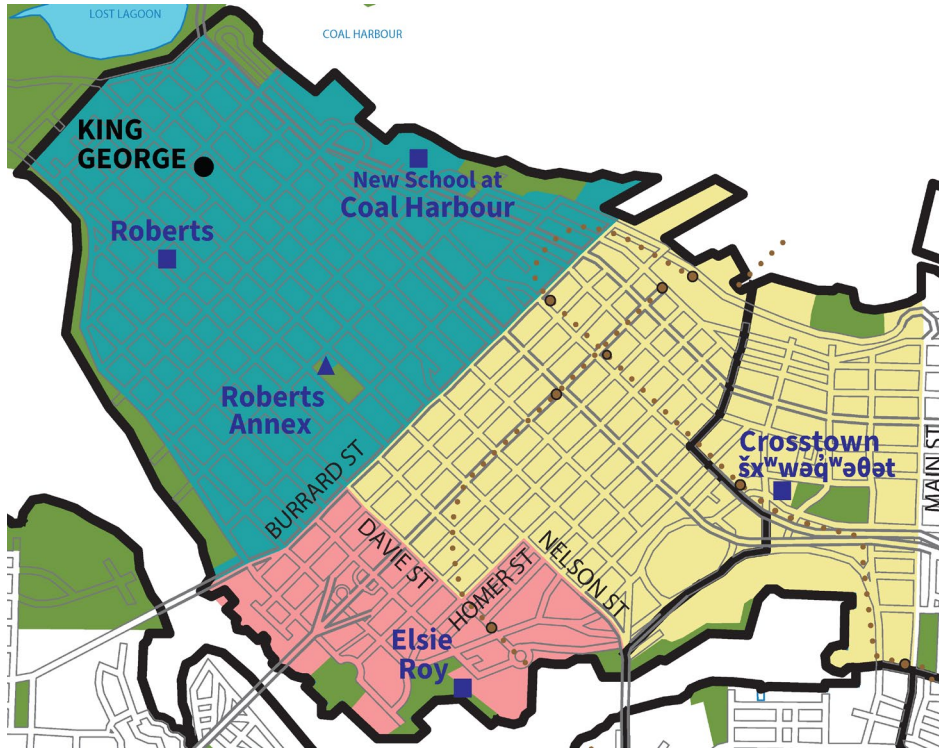 LOST LAGOON
COAL HARBOUR
KING
GEORGE
New School at
Coal Harbour
Roberts
Roberts
Annex
BURRARD ST
DAVIE ST
HOMER ST
NELSON ST
Crosstown
šxʷwəq̓ʷəθət
MAIN ST
Elsie
Roy